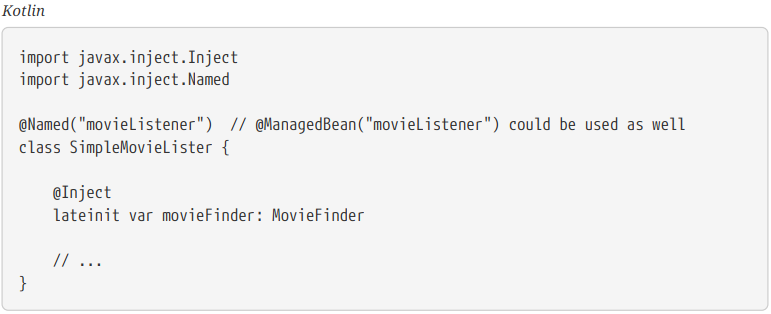 Kotlin
import javax.inject.Inject
import javax.inject.Named
@Named("movieListener")  // @ManagedBean("movieListener") could be used as well
class SimpleMovieLister {
    @Inject
    lateinit var movieFinder: MovieFinder
    // ...
}